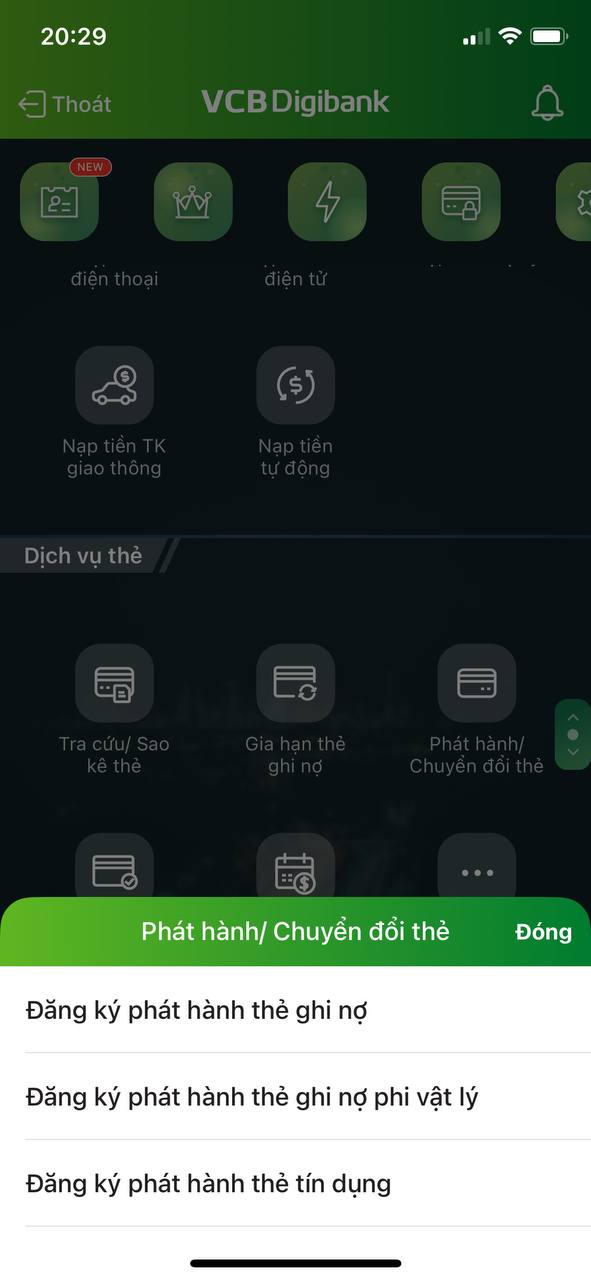 20:29
Thoát
VCB Digibank
NEW
điện thoại
điện tử
Nạp tiền TK
giao thông
Nạp tiền
tự động
Dịch vụ thẻ
Tra cứu/ Sao
kê thẻ
Gia hạn thẻ
ghi nợ
Phát hành/
Chuyển đổi thẻ
Phát hành/ Chuyển đổi thẻ
Đóng
Đăng ký phát hành thẻ ghi nợ
Đăng ký phát hành thẻ ghi nợ phi vật lý
Đăng ký phát hành thẻ tín dụng